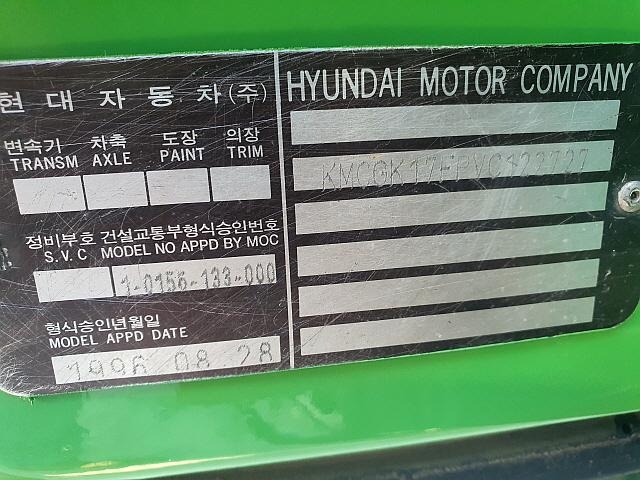 현대자동차(주)
HYUNDAI MOTOR COMPANY
변속기 차축 도장 의장
TRANSM AXLE PAINT TRIM
KMCGK17FPVC122727
정비부호 건설교통부형식승인번호
S.V.C MODEL NO APPD BY MOC
1-0156-133-000
형식승인년월일
MODEL APPD DATE
1996 08 28